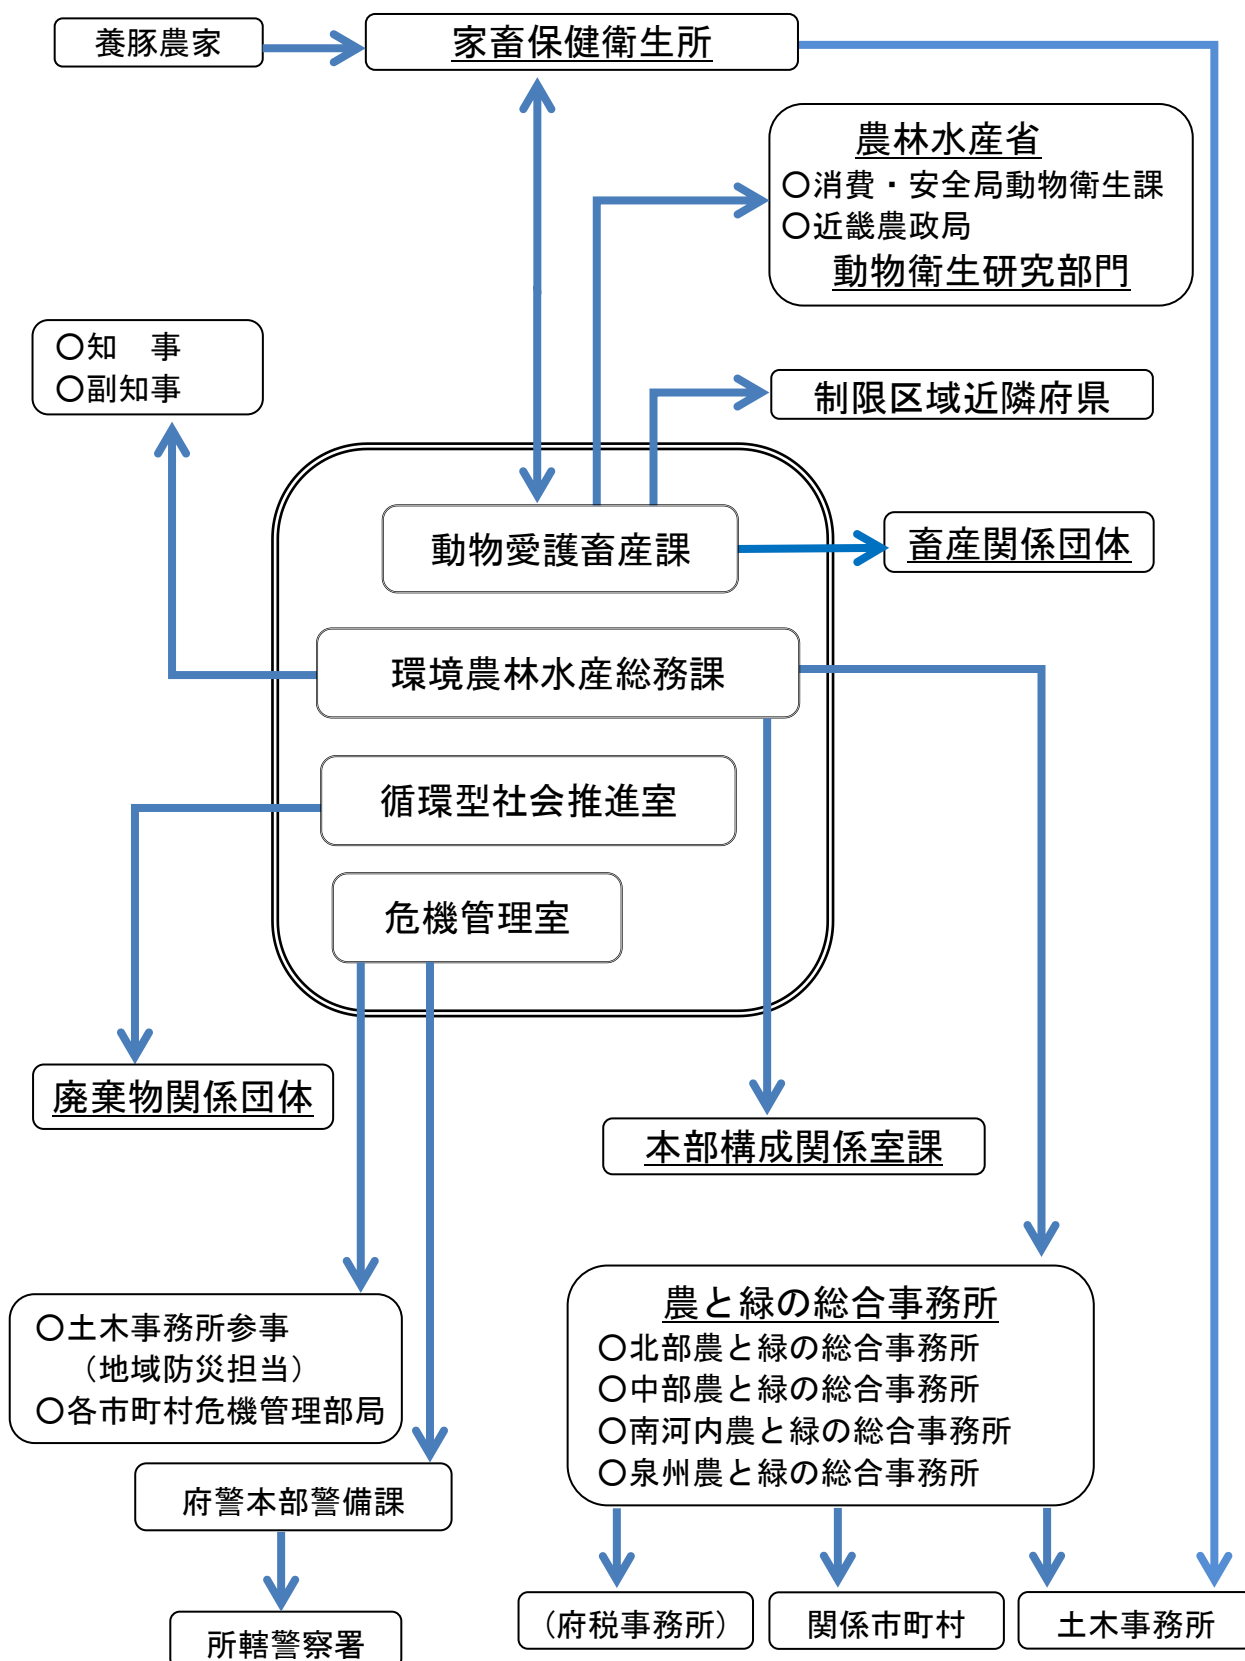 養豚農家
家畜保健衛生所
農林水産省
〇消費・安全局動物衛生課
〇近畿農政局
動物衛生研究部門
〇知　事
〇副知事
制限区域近隣府県
動物愛護畜産課
畜産関係団体
環境農林水産総務課
循環型社会推進室
危機管理室
廃棄物関係団体
本部構成関係室課
〇土木事務所参事
（地域防災担当）
〇各市町村危機管理部局
農と緑の総合事務所
〇北部農と緑の総合事務所
〇中部農と緑の総合事務所
〇南河内農と緑の総合事務所
〇泉州農と緑の総合事務所
府警本部警備課
所轄警察署
(府税事務所)
関係市町村
土木事務所